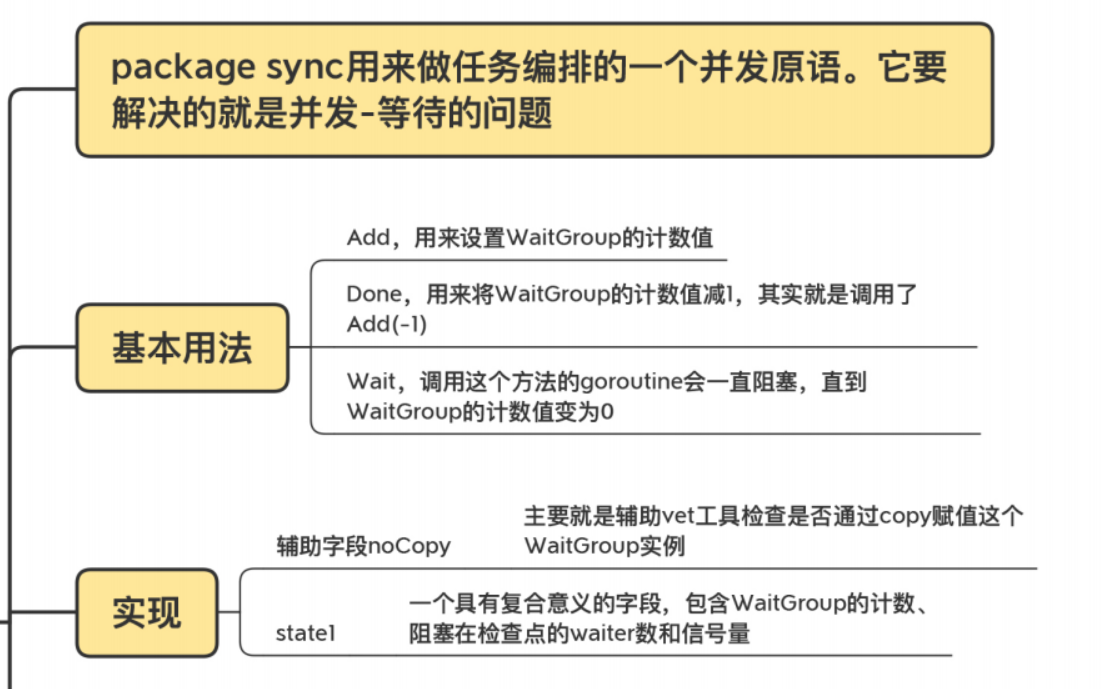 package sync用来做任务编排的一个并发原语。它要
解决的就是并发-等待的问题
基本用法
Add，用来设置WaitGroup的计数值
Done，用来将WaitGroup的计数值减1，其实就是调用了
Add(-1)
Wait，调用这个方法的goroutine会一直阻塞，直到
WaitGroup的计数值变为0
实现
辅助字段noCopy
主要就是辅助vet工具检查是否通过copy赋值这个
WaitGroup实例
state1
一个具有复合意义的字段，包含WaitGroup的计数、
阻塞在检查点的waiter数和信号量